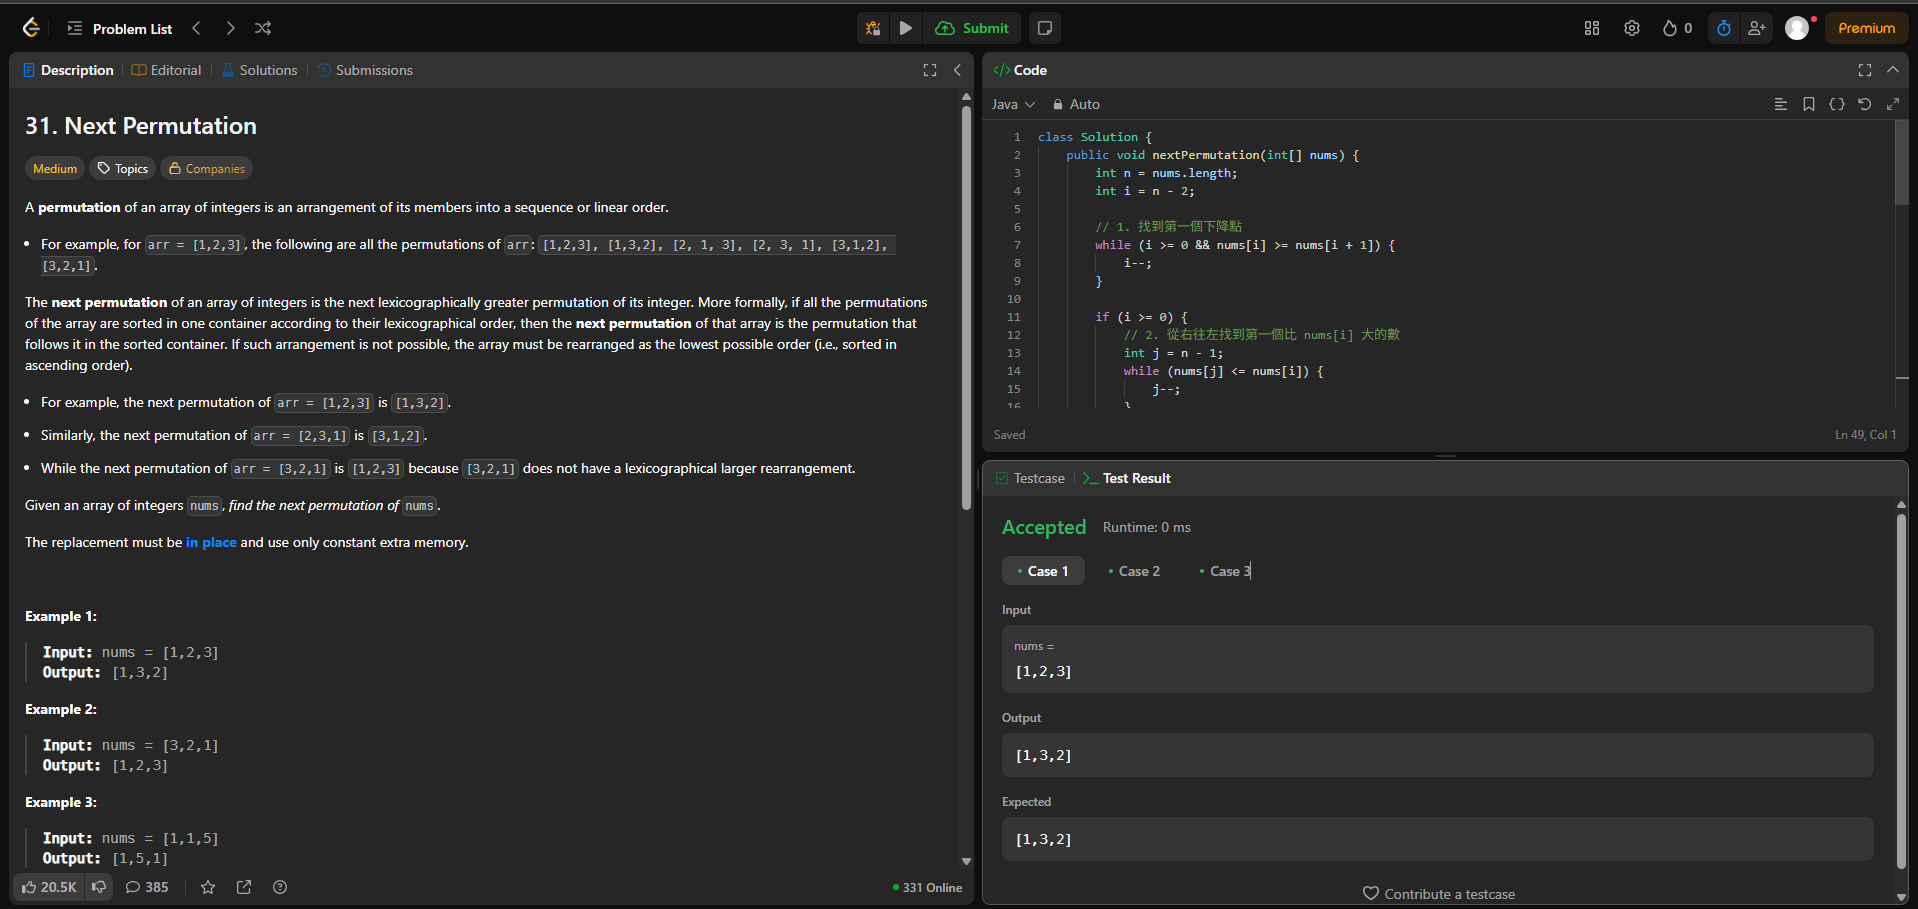 Problem List
Submit
0
Premium
Description
Editorial
Solutions
Submissions
31. Next Permutation
Medium
Topics
Companies
A permutation of an array of integers is an arrangement of its members into a sequence or linear order.
• For example, for arr = [1,2,3], the following are all the permutations of arr: [1,2,3], [1,3,2], [2, 1, 3], [2, 3, 1], [3,1,2],
[3,2,1].
The next permutation of an array of integers is the next lexicographically greater permutation of its integer. More formally, if all the permutations
of the array are sorted in one container according to their lexicographical order, then the next permutation of that array is the permutation that
follows it in the sorted container. If such arrangement is not possible, the array must be rearranged as the lowest possible order (i.e., sorted in
ascending order).
• For example, the next permutation of arr = [1,2,3] is [1,3,2].
• Similarly, the next permutation of arr = [2,3,1] is [3,1,2].
• While the next permutation of arr = [3,2,1] is [1,2,3] because [3,2,1] does not have a lexicographical larger rearrangement.
Given an array of integers nums, find the next permutation of nums.
The replacement must be in place and use only constant extra memory.
Example 1:
Input: nums = [1,2,3]
Output: [1,3,2]
Example 2:
Input: nums = [3,2,1]
Output: [1,2,3]
Example 3:
Input: nums = [1,1,5]
Output: [1,5,1]
20.5K
385
331 Online
</> Code
Java
Auto
1 class Solution {
2 public void nextPermutation(int[] nums) {
3 int n = nums.length;
4 int i = n - 2;
5
6 // 1. 找到第一個下降點
7 while (i >= 0 && nums[i] >= nums[i + 1]) {
8 i--;
9 }
10
11 if (i >= 0) {
12 // 2. 從右往左找到第一個比 nums[i] 大的數
13 int j = n - 1;
14 while (nums[j] <= nums[i]) {
15 j--;
16 }
Saved
Ln 49, Col 1
Testcase
Test Result
Accepted
Runtime: 0 ms
• Case 1
• Case 2
• Case 3
Input
nums =
[1,2,3]
Output
[1,3,2]
Expected
[1,3,2]
Contribute a testcase